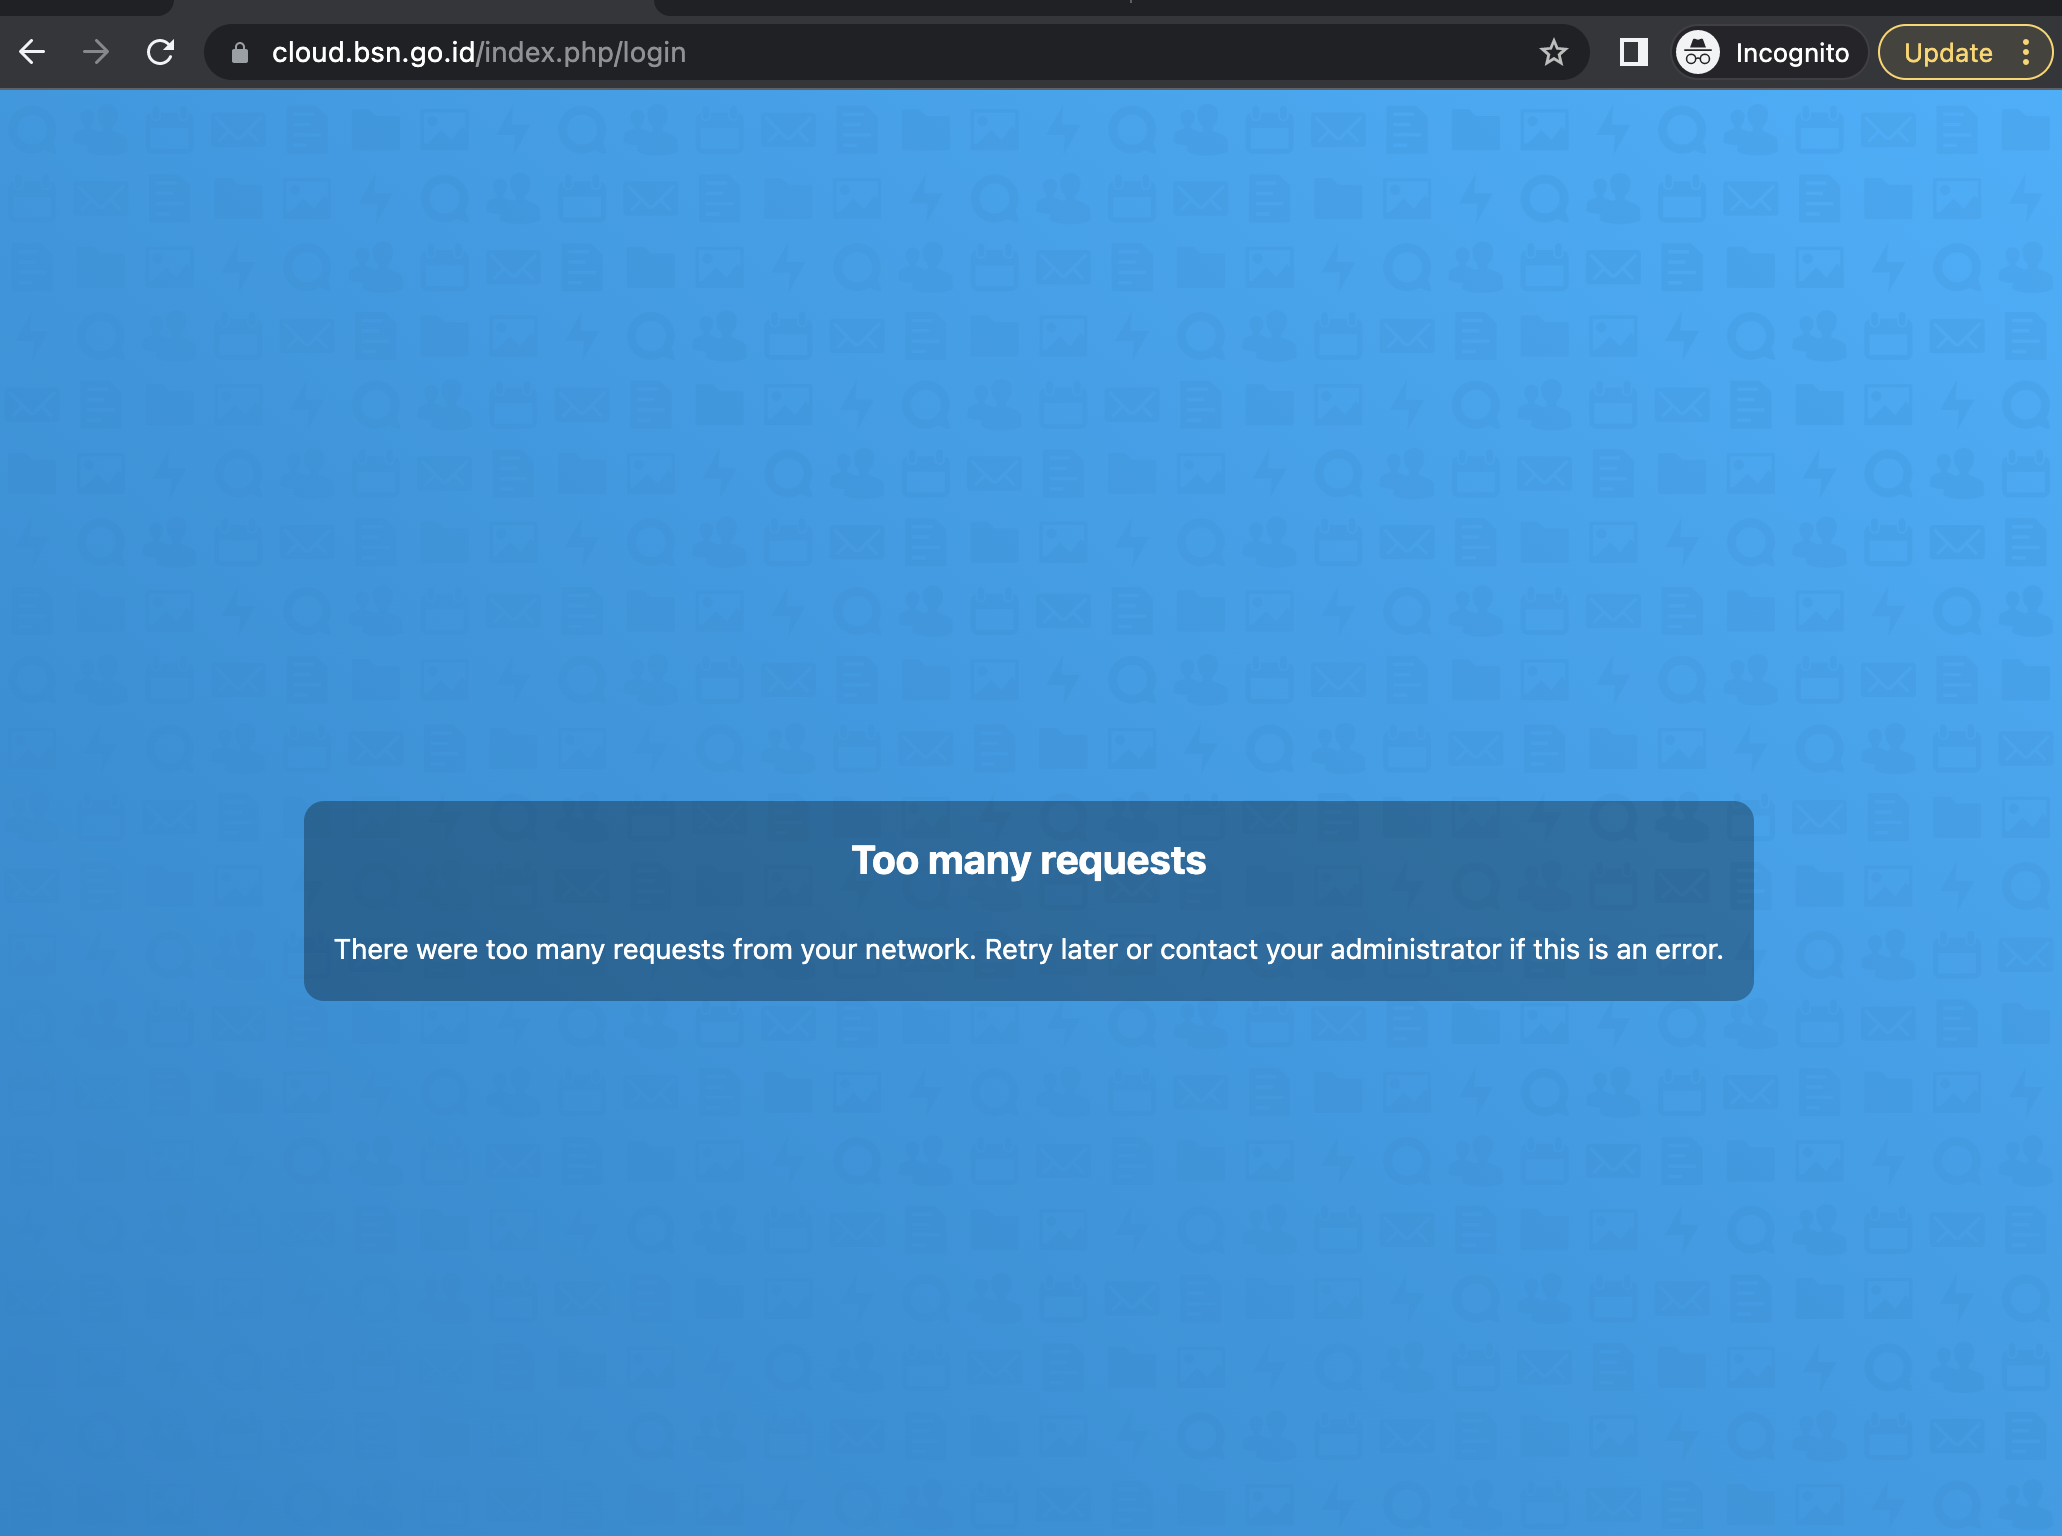 cloud.bsn.go.id/index.php/login
Incognito
Update
Too many requests
There were too many requests from your network. Retry later or contact your administrator if this is an error.